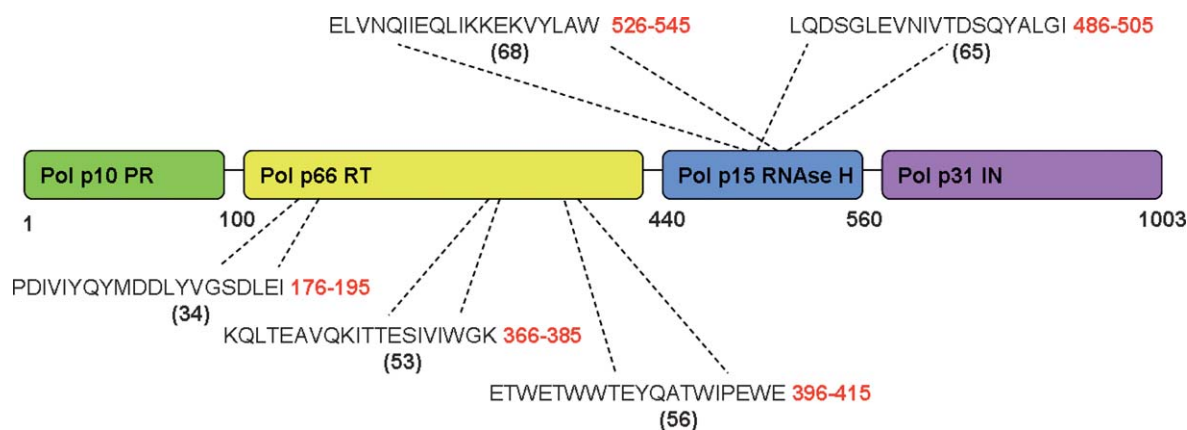 ELVNQIIEQLIKKEKVYLAW 526-545 LQDSGLEVNIVTDSQYALGI 486-505
(68) (65)
Pol p10 PR Pol p66 RT Pol p15 RNAse H Pol p31 IN
1 100 440 560 1003
PDIVIYQYMDDLYVGSDLEI 176-195
(34)
KQLTEAVQKITTESIVIWGK 366-385
(53)
ETWETWWTEYQATWIPEWE 396-415
(56)